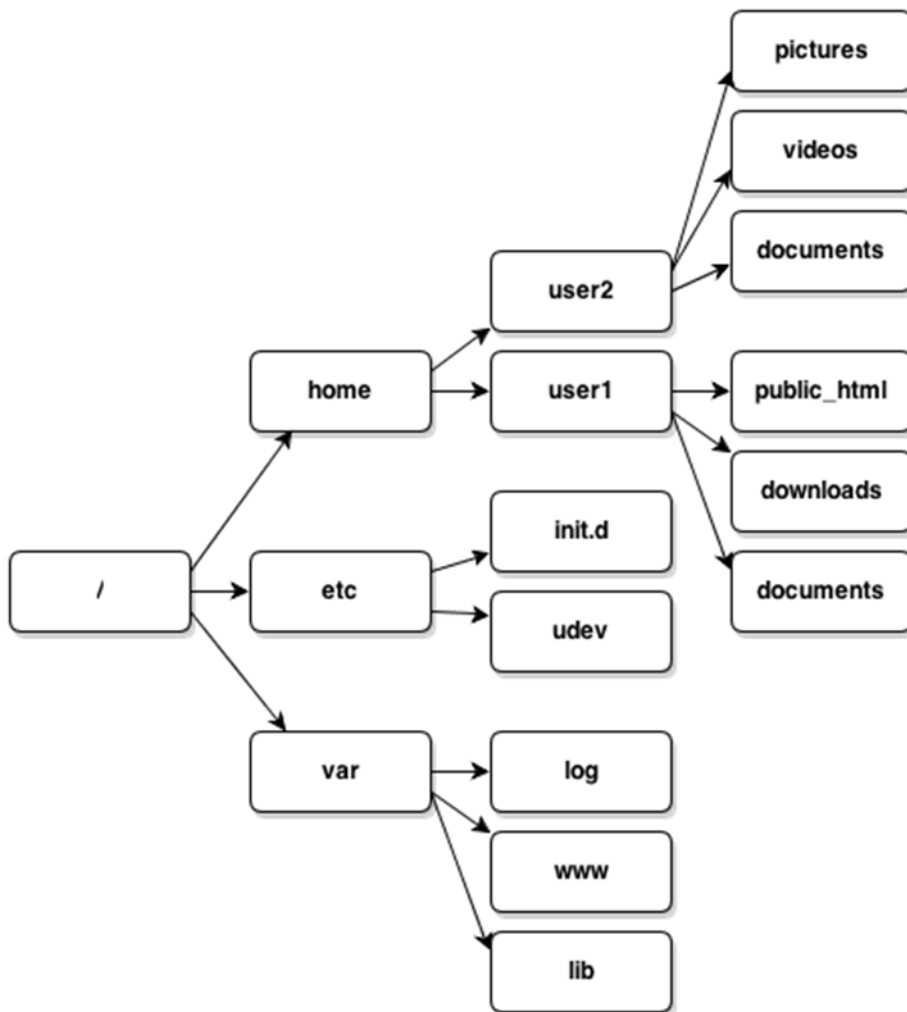 pictures
videos
documents
user2
home
user1
public_html
downloads
init.d
/
etc
documents
udev
var
log
www
lib